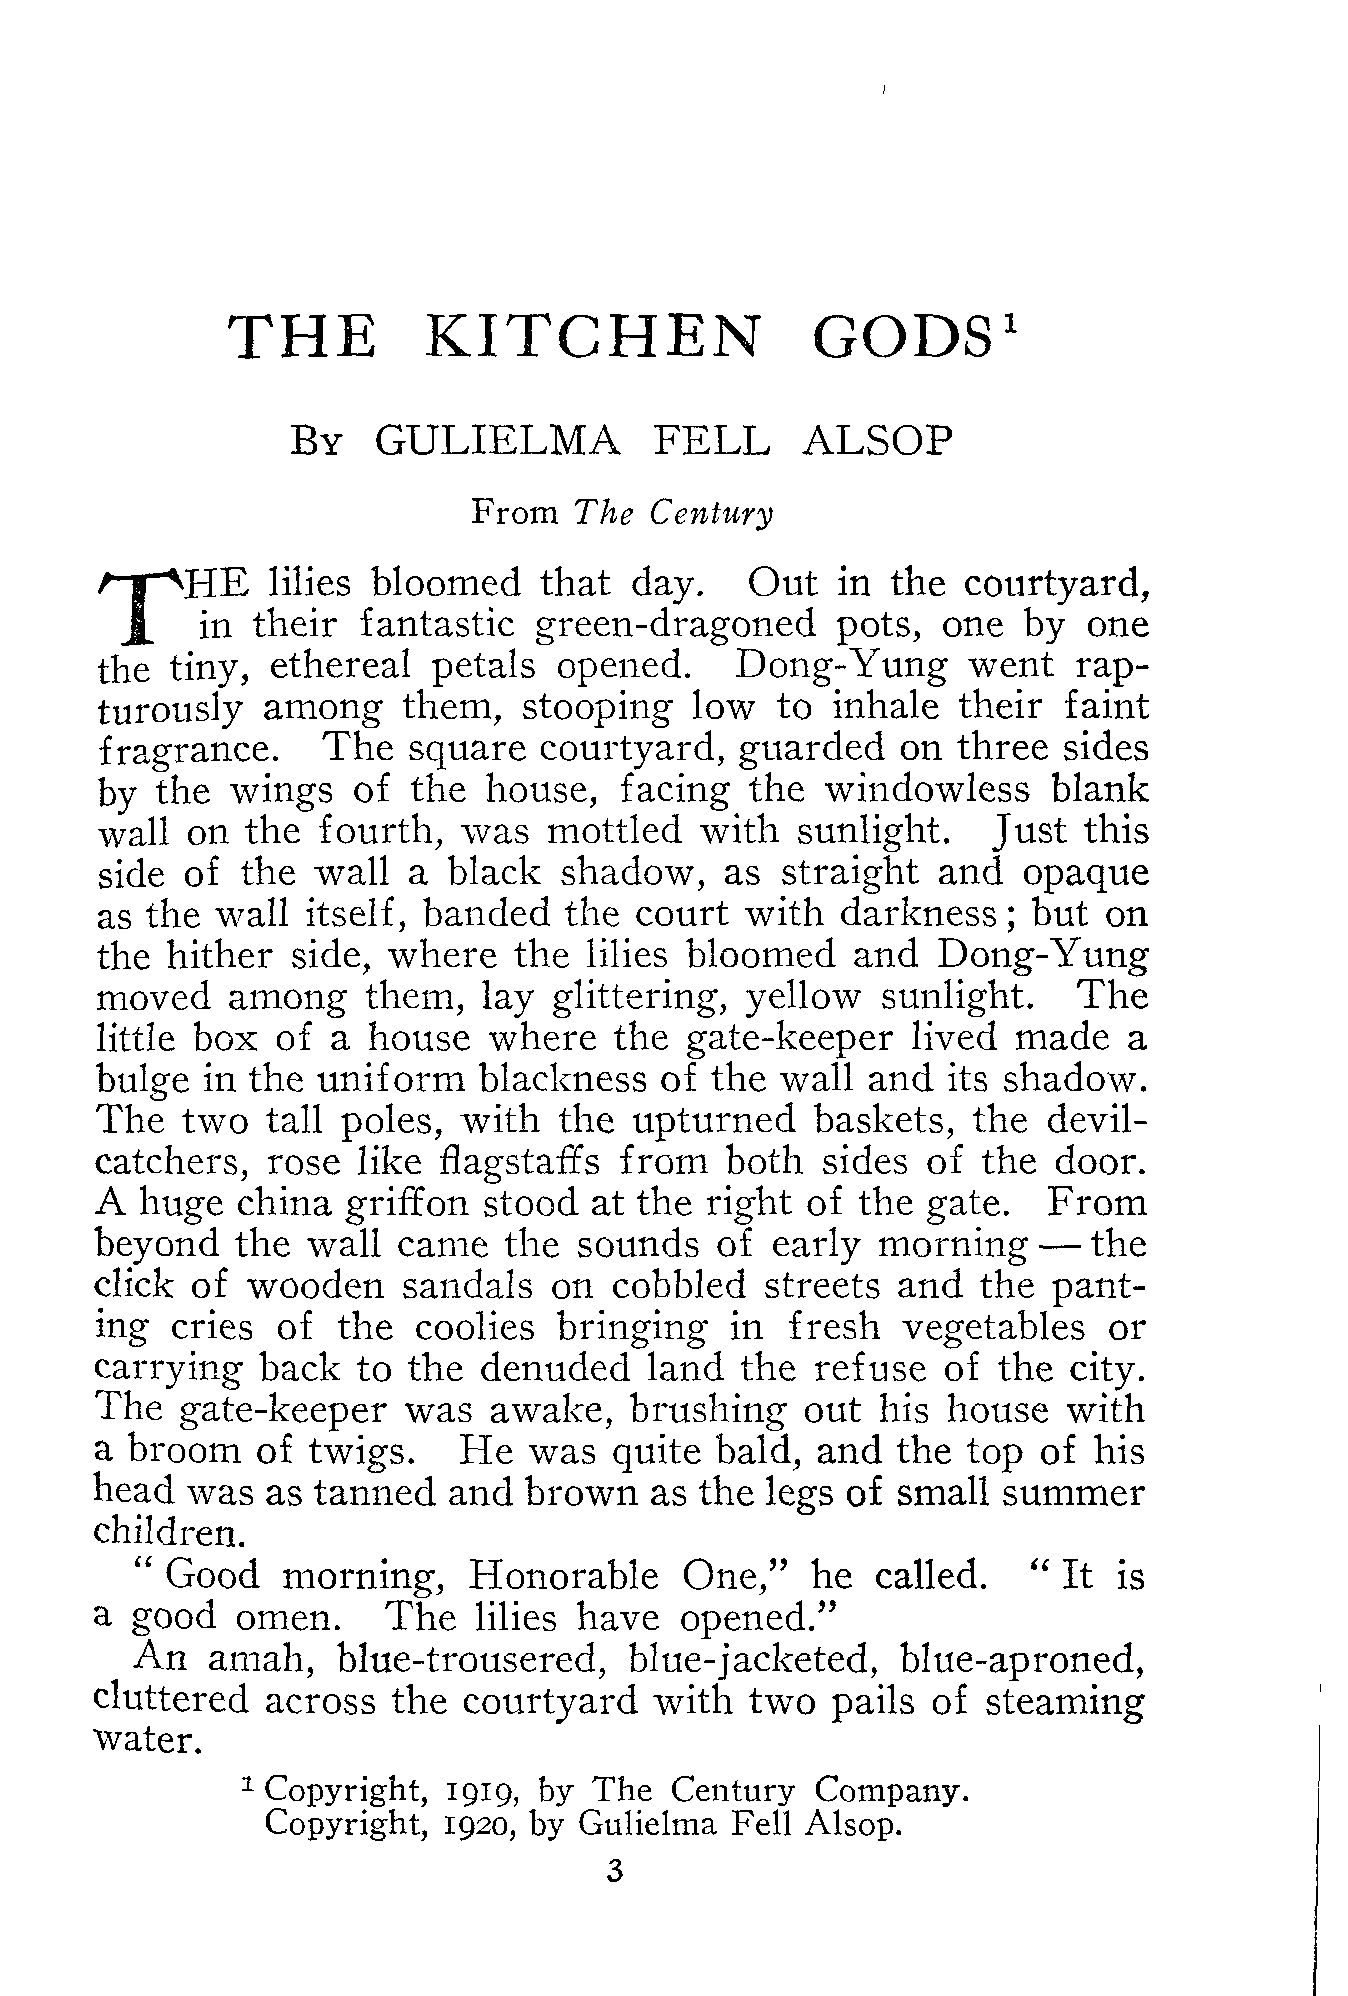 THE KITCHEN GODS¹
By GULIELMA FELL ALSOP
From The Century
THE lilies bloomed that day. Out in the courtyard,
in their fantastic green-dragoned pots, one by one
the tiny, ethereal petals opened. Dong-Yung went rap-
turously among them, stooping low to inhale their faint
fragrance. The square courtyard, guarded on three sides
by the wings of the house, facing the windowless blank
wall on the fourth, was mottled with sunlight. Just this
side of the wall a black shadow, as straight and opaque
as the wall itself, banded the court with darkness; but on
the hither side, where the lilies bloomed and Dong-Yung
moved among them, lay glittering, yellow sunlight. The
little box of a house where the gate-keeper lived made a
bulge in the uniform blackness of the wall and its shadow.
The two tall poles, with the upturned baskets, the devil-
catchers, rose like flagstaffs from both sides of the door.
A huge china griffon stood at the right of the gate. From
beyond the wall came the sounds of early morning — the
click of wooden sandals on cobbled streets and the pant-
ing cries of the coolies bringing in fresh vegetables or
carrying back to the denuded land the refuse of the city.
The gate-keeper was awake, brushing out his house with
a broom of twigs. He was quite bald, and the top of his
head was as tanned and brown as the legs of small summer
children.
“ Good morning, Honorable One,” he called. “ It is
a good omen. The lilies have opened.”
An amah, blue-trousered, blue-jacketed, blue-aproned,
cluttered across the courtyard with two pails of steaming
water.
¹ Copyright, 1919, by The Century Company.
Copyright, 1920, by Gulielma Fell Alsop.
3